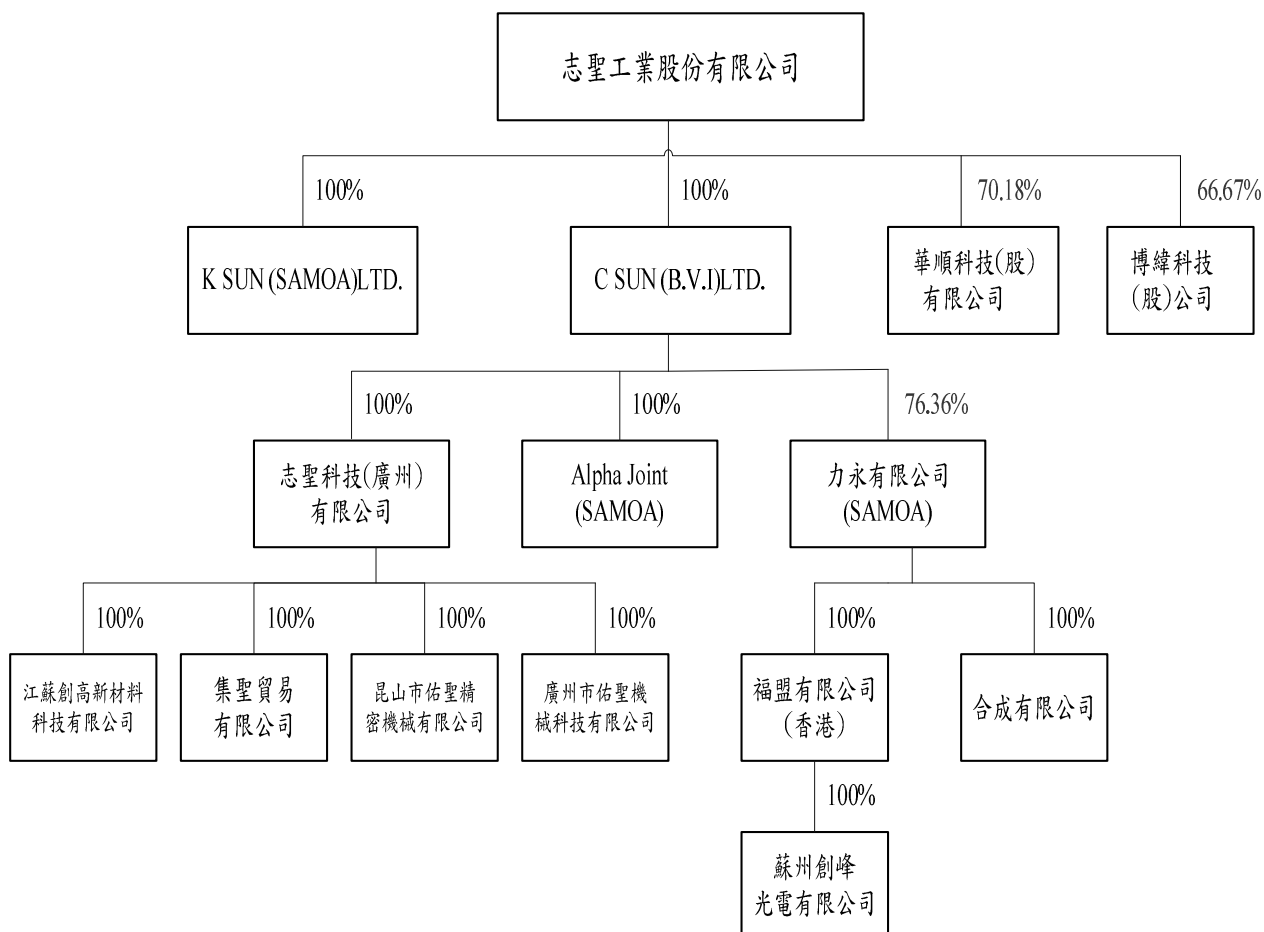 志聖工業股份有限公司
100%
100%
70.18%
66.67%
K SUN (SAMOA)LTD.
C SUN (B.V.I)LTD.
華順科技(股)
有限公司
博緯科技
(股)公司
100%
100%
76.36%
志聖科技(廣州)
有限公司
Alpha Joint
(SAMOA)
力永有限公司
(SAMOA)
100%
100%
100%
100%
100%
100%
江蘇創高新材料
科技有限公司
集聖貿易
有限公司
昆山市佑聖精
密機械有限公司
廣州市佑聖機
械科技有限公司
福盟有限公司
(香港)
合成有限公司
100%
蘇州創峰
光電有限公司